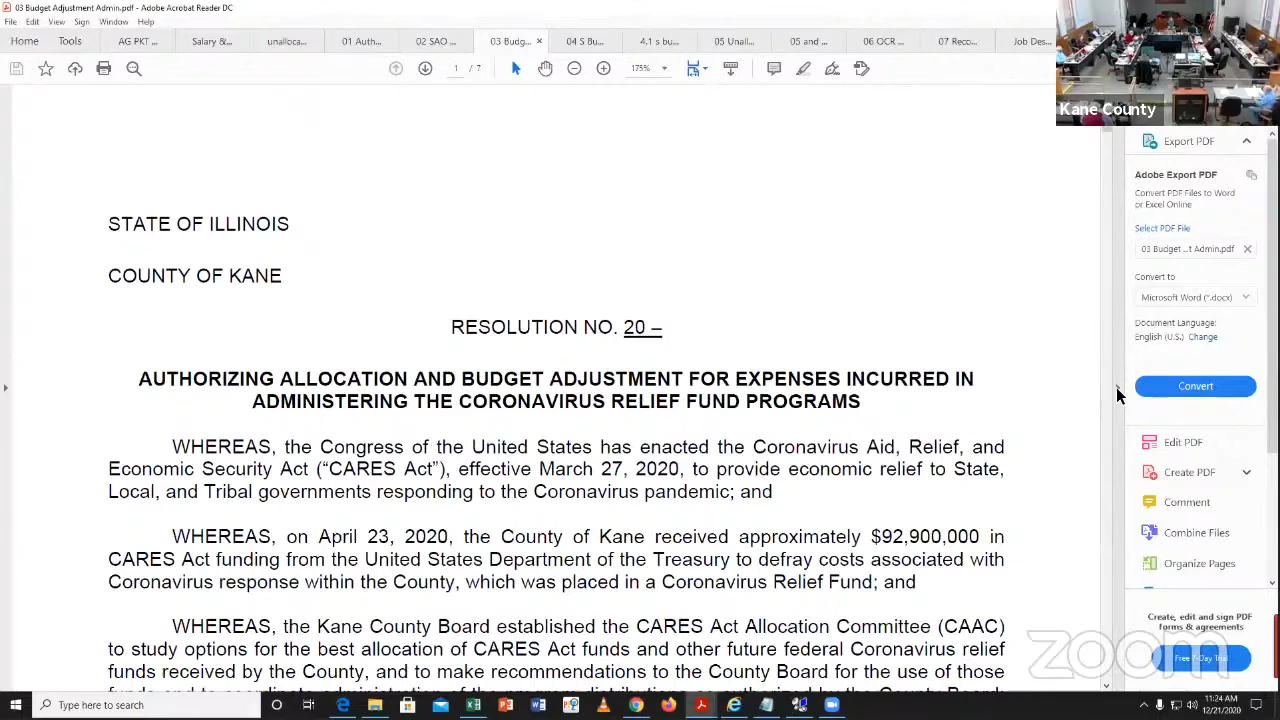 03 Budget Adjustment Admin.pdf - Adobe Acrobat Reader DC
File Edit View Sign Window Help
Home Tools AG PKT ... Salary &... unalloca... 01 Auth... 02 SAO ... 03 Budg... × 04 S Bu... 4.1 s bu... 05 Unall... 05 and ... 07 Reco... Job Des...
1 / 7 175%
Kane County
Export PDF
Adobe Export PDF
Convert PDF Files to Word
or Excel Online
Select PDF File
03 Budget ...t Admin.pdf
Convert to
Microsoft Word (*.docx)
Document Language:
English (U.S.) Change
Convert
Edit PDF
Create PDF
Comment
Combine Files
Organize Pages
Create, edit and sign PDF
forms & agreements
Free 7-Day Trial
STATE OF ILLINOIS
COUNTY OF KANE
RESOLUTION NO. 20 –
AUTHORIZING ALLOCATION AND BUDGET ADJUSTMENT FOR EXPENSES INCURRED IN
ADMINISTERING THE CORONAVIRUS RELIEF FUND PROGRAMS
WHEREAS, the Congress of the United States has enacted the Coronavirus Aid, Relief, and
Economic Security Act (“CARES Act”), effective March 27, 2020, to provide economic relief to State,
Local, and Tribal governments responding to the Coronavirus pandemic; and
WHEREAS, on April 23, 2020, the County of Kane received approximately $92,900,000 in
CARES Act funding from the United States Department of the Treasury to defray costs associated with
Coronavirus response within the County, which was placed in a Coronavirus Relief Fund; and
WHEREAS, the Kane County Board established the CARES Act Allocation Committee (CAAC)
to study options for the best allocation of CARES Act funds and other future federal Coronavirus relief
funds received by the County, and to make recommendations to the County Board for the use of those
zoom
Type here to search
11:24 AM
12/21/2020